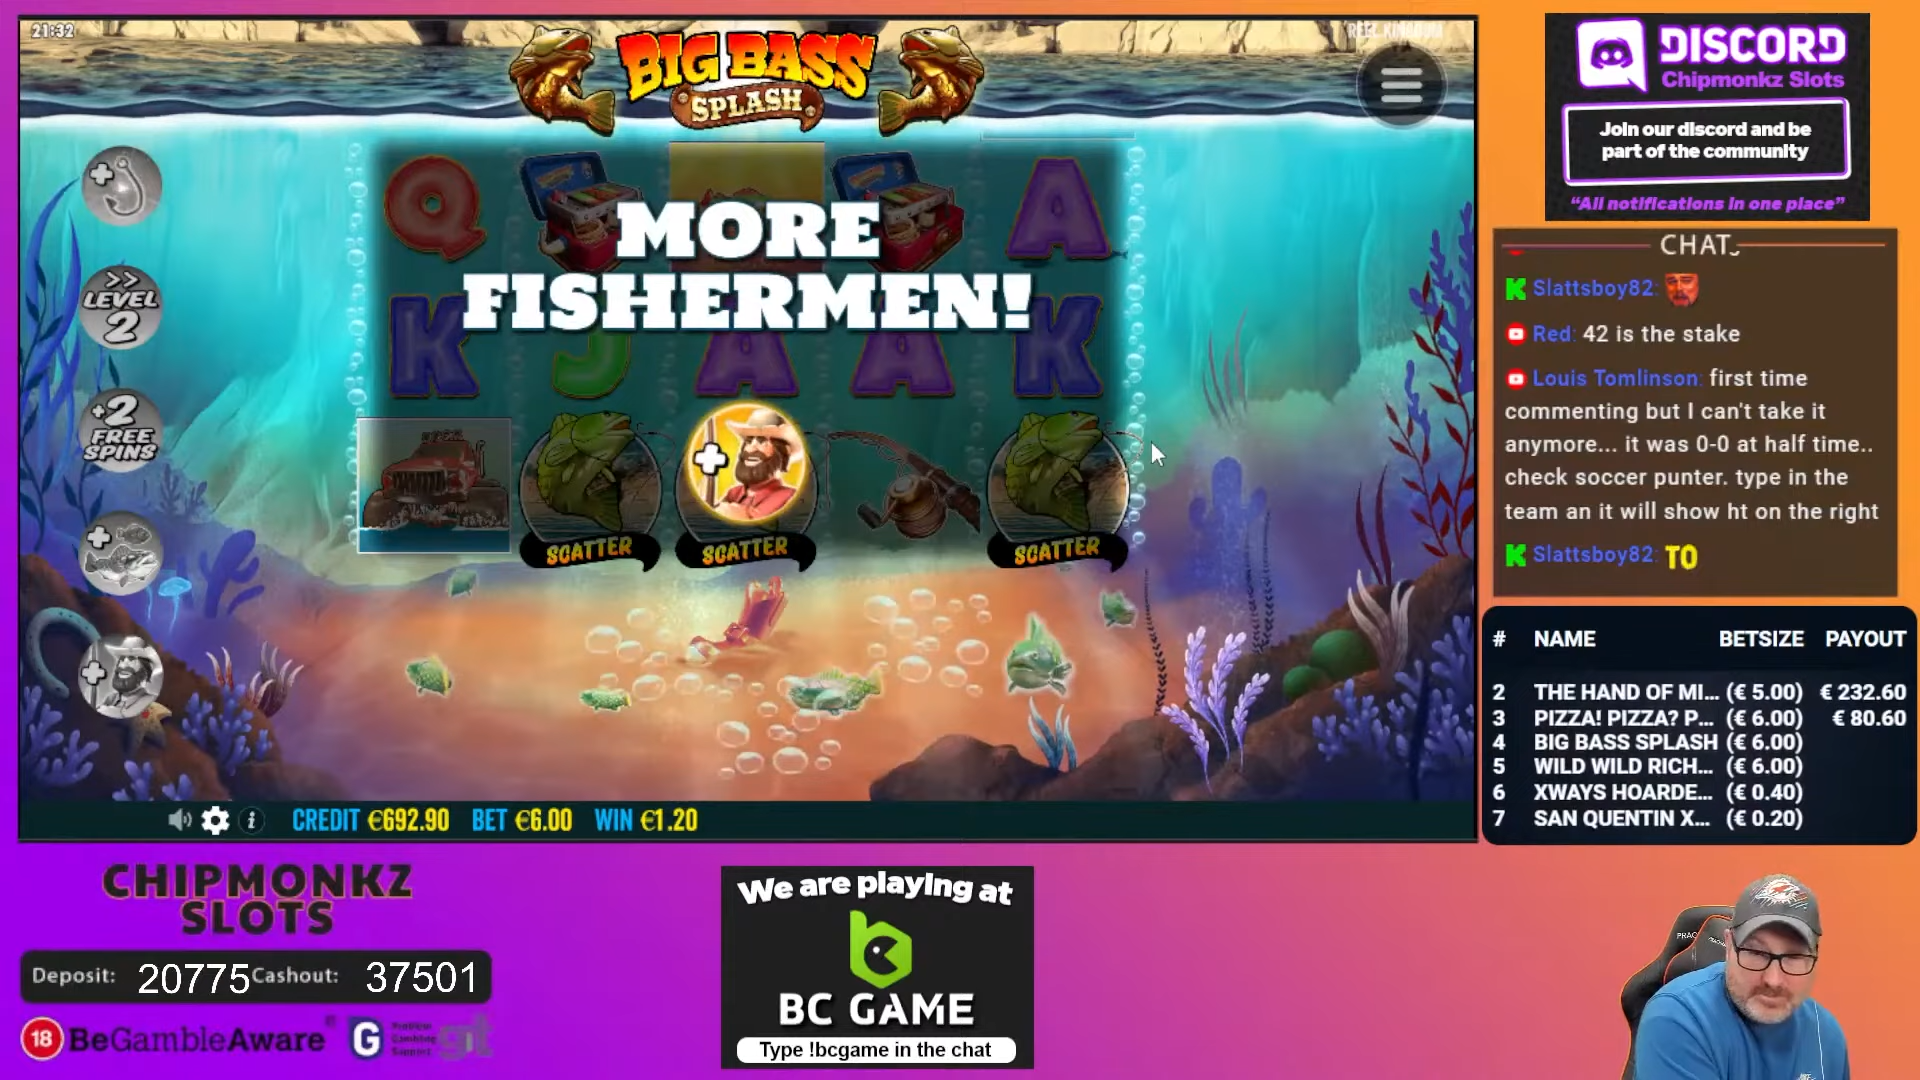 21:32
BIG BASS
SPLASH
REEL KINGDOM
Q
A
MORE
FISHERMEN!
K J A A K
>>
LEVEL
2
+2
FREE
SPINS
SCATTER
SCATTER
SCATTER
CREDIT €692.90 BET €6.00 WIN €1.20
DISCORD
Chipmonkz Slots
Join our discord and be
part of the community
"All notifications in one place"
CHAT
Slattsboy82:
Red: 42 is the stake
Louis Tomlinson: first time
commenting but I can't take it
anymore... it was 0-0 at half time..
check soccer punter. type in the
team an it will show ht on the right
Slattsboy82: TO
# NAME BETSIZE PAYOUT
2 THE HAND OF MI... (€ 5.00) € 232.60
3 PIZZA! PIZZA? P... (€ 6.00) € 80.60
4 BIG BASS SPLASH (€ 6.00)
5 WILD WILD RICH... (€ 6.00)
6 XWAYS HOARDE... (€ 0.40)
7 SAN QUENTIN X... (€ 0.20)
CHIPMONKZ
SLOTS
Deposit: 20775 Cashout: 37501
18 BeGambleAware
G Problem
Gambling
Support
We are playing at
BC GAME
Type !bcgame in the chat